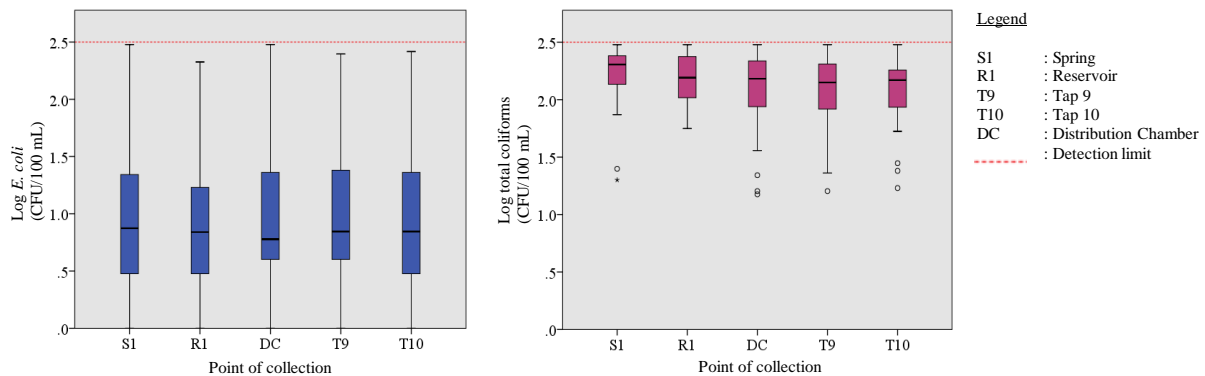 Log E. coli
(CFU/100 mL)
2.5
2.0
1.5
1.0
.5
.0
S1 R1 DC T9 T10
Point of collection
Log total coliforms
(CFU/100 mL)
2.5
2.0
1.5
1.0
.5
.0
S1 R1 DC T9 T10
Point of collection
Legend
S1 : Spring
R1 : Reservoir
T9 : Tap 9
T10 : Tap 10
DC : Distribution Chamber
: Detection limit